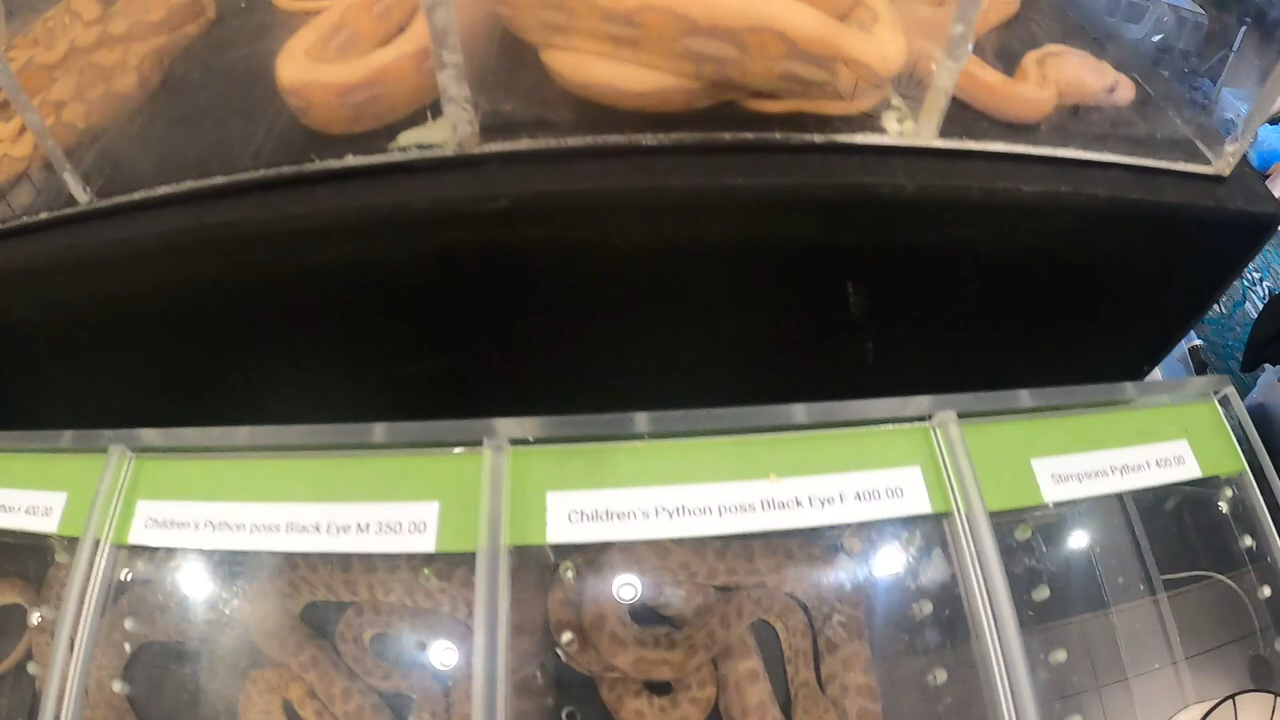 F 400.00
Children's Python poss Black Eye M 350.00
Children's Python poss Black Eye F 400.00
Stimpsons Python F 400.00